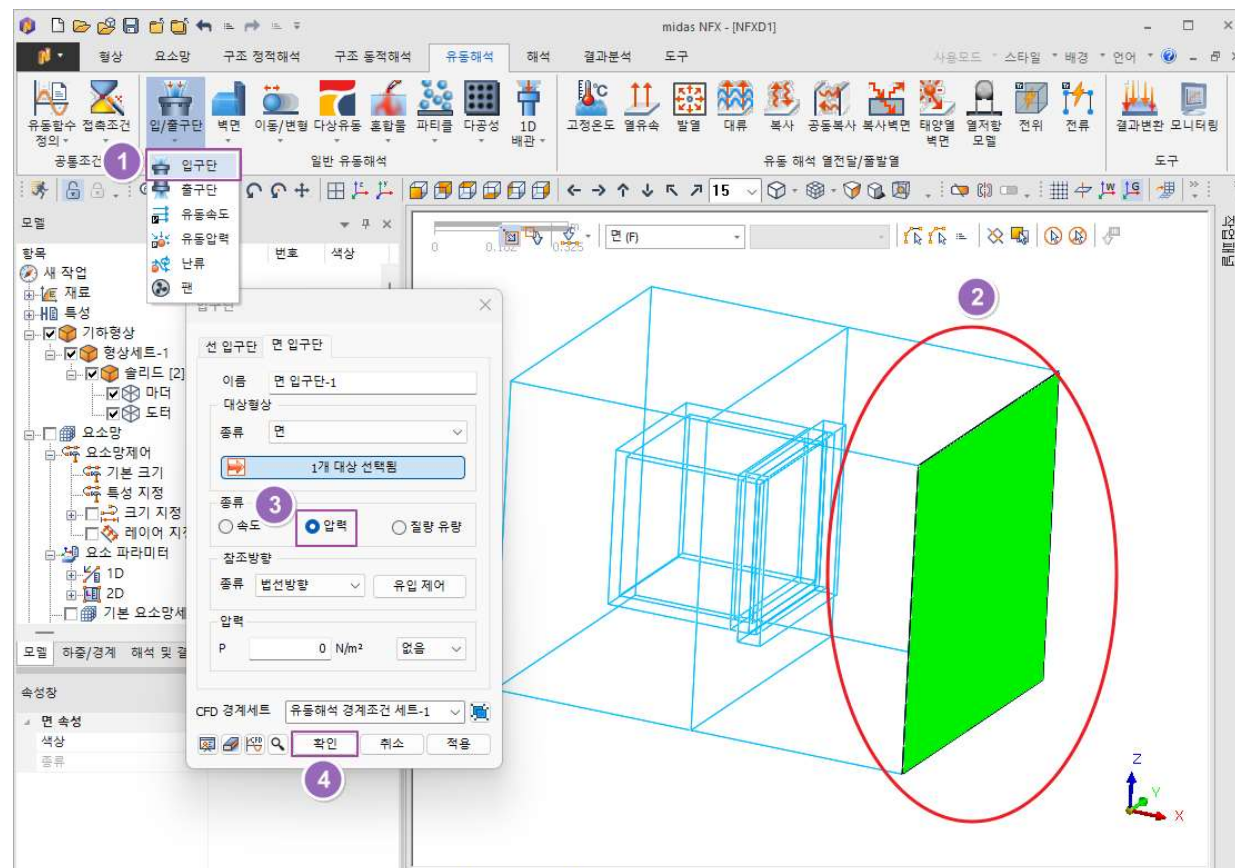 midas NFX - [NFXD1]
형상 요소망 구조 정적해석 구조 동적해석 유동해석 해석 결과분석 도구 사용모드 스타일 배경 언어
유동함수 접촉조건 입/출구단 벽면 이동/변형 다상유동 혼합물 파티클 다공성 1D 고정온도 열유속 발열 대류 복사 공동복사 복사벽면 태양열 열저항 전위 전류 결과변환 모니터링
정의 배관 벽면 모델
공통조건 일반 유동해석 유동 해석 열전달/줄발열 도구
1
입구단
출구단
유동속도
유동압력
난류
팬
15
모델
작업패널
항목 번호 색상
면 (F)
0 0.162 0.325
새 작업
재료
특성
기하형상
형상세트-1
솔리드 [2]
마더
도터
요소망
요소망제어
기본 크기
특성 지정
크기 지정
레이어 지
요소 파라미터
1D
2D
기본 요소망세
모델 하중/경계 해석 및 결
속성창
면 속성
색상
종류
입구단
선 입구단 면 입구단
이름 면 입구단-1
대상형상
종류 면
1개 대상 선택됨
종류
3
속도 압력 질량 유량
참조방향
종류 법선방향 유입 제어
압력
P 0 N/m² 없음
CFD 경계세트 유동해석 경계조건 세트-1
확인 취소 적용
4
2
Z
Y
X